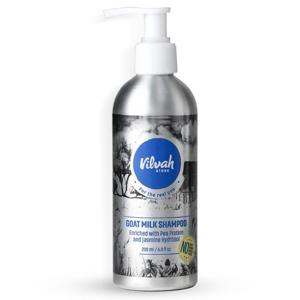 Vilvah
STORE
For the real you
GOAT MILK SHAMPOO
Enriched with Pea Protein
and Jasmine Hydrosol
200 ml / 6.8 fl oz
NO